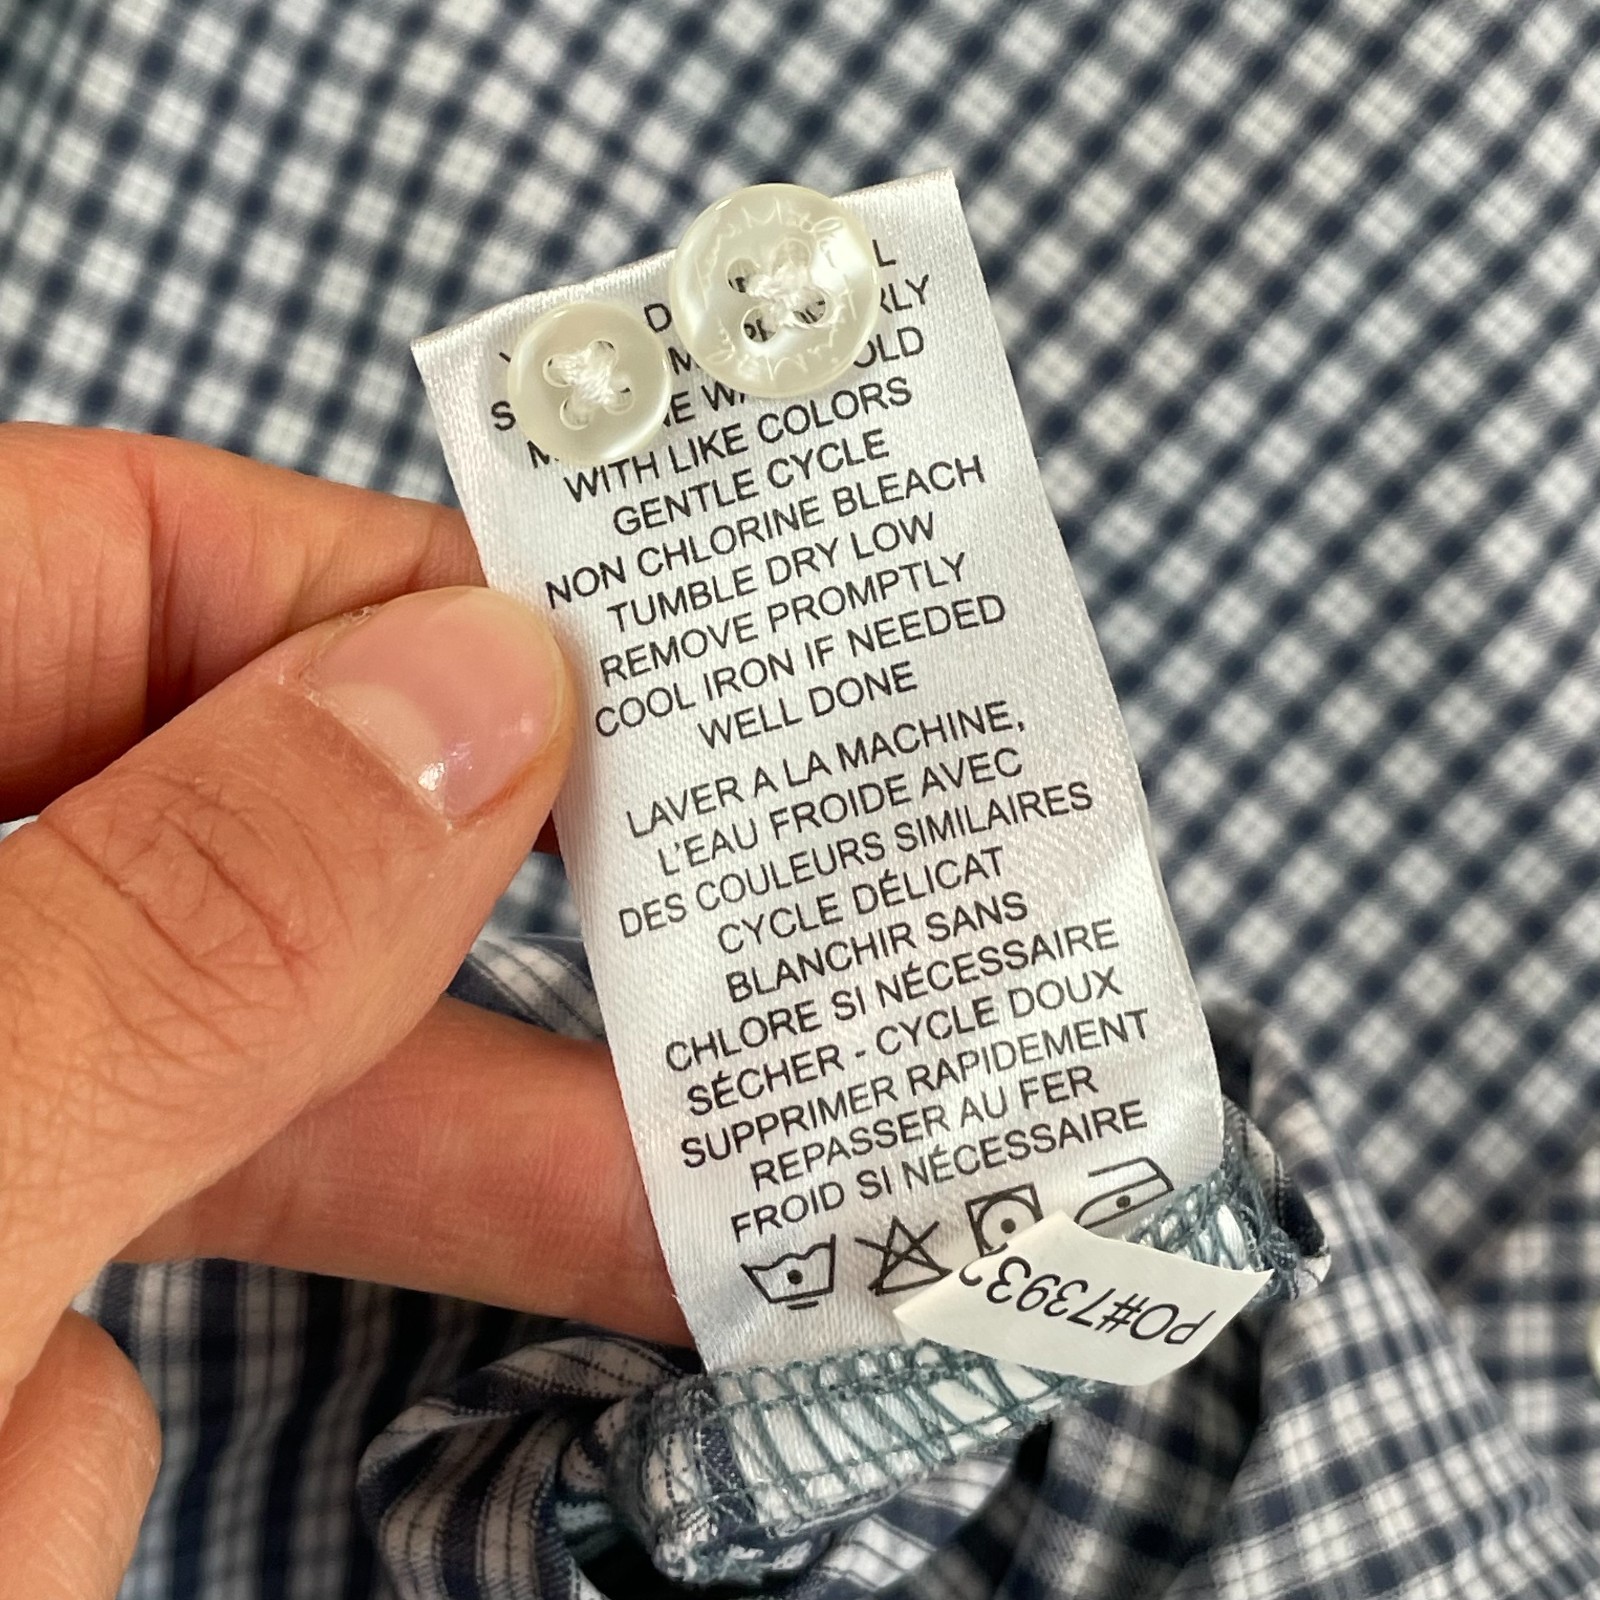 WITH LIKE COLORS
GENTLE CYCLE
NON CHLORINE BLEACH
TUMBLE DRY LOW
REMOVE PROMPTLY
COOL IRON IF NEEDED
WELL DONE
LAVER A LA MACHINE,
L'EAU FROIDE AVEC
DES COULEURS SIMILAIRES
CYCLE DÉLICAT
BLANCHIR SANS
CHLORE SI NÉCESSAIRE
SÉCHER - CYCLE DOUX
SUPPRIMER RAPIDEMENT
REPASSER AU FER
FROID SI NÉCESSAIRE
PO#7393